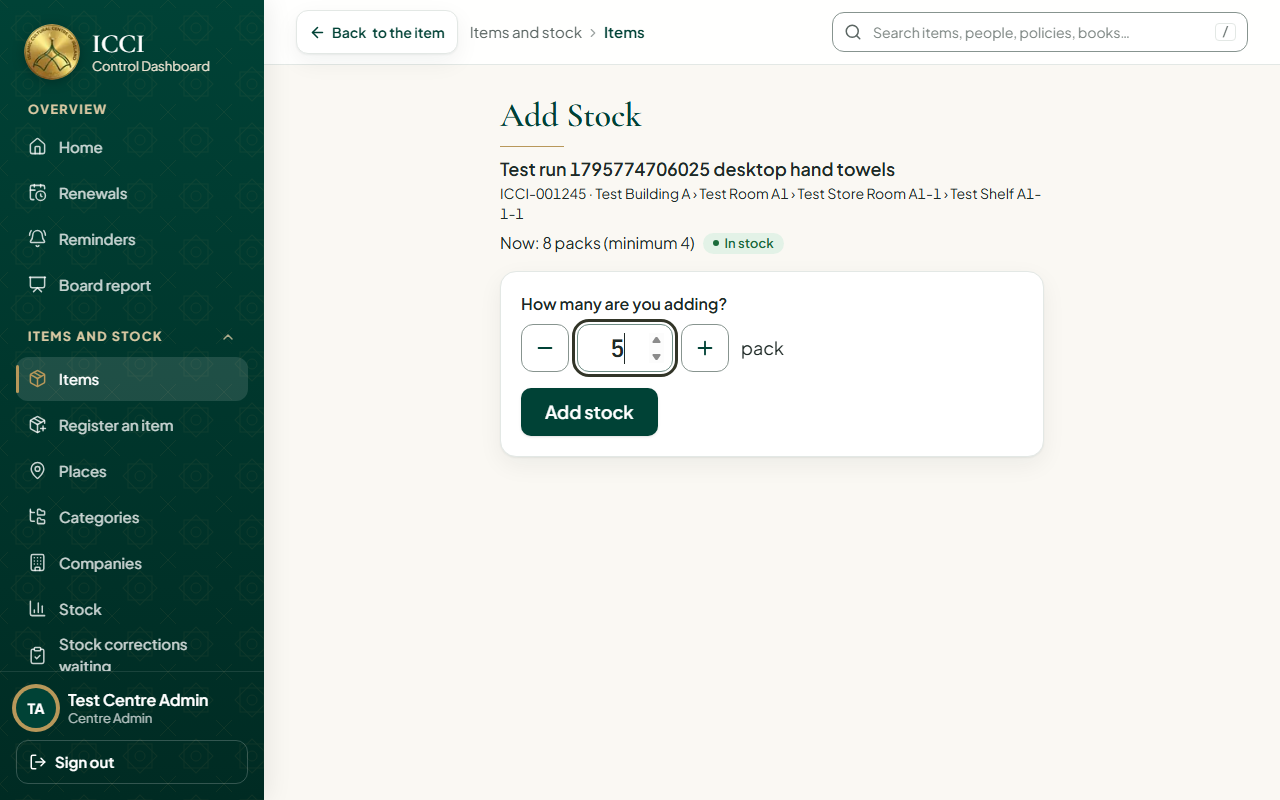 ICCI
Control Dashboard
OVERVIEW
Home
Renewals
Reminders
Board report
ITEMS AND STOCK
Items
Register an item
Places
Categories
Companies
Stock
Stock corrections
waiting
TA
Test Centre Admin
Centre Admin
Sign out
Back to the item
Items and stock › Items
Search items, people, policies, books…
/
Add Stock
Test run 1795774706025 desktop hand towels
ICCI-001245 · Test Building A › Test Room A1 › Test Store Room A1-1 › Test Shelf A1-
1-1
Now: 8 packs (minimum 4)
In stock
How many are you adding?
− 5 + pack
Add stock